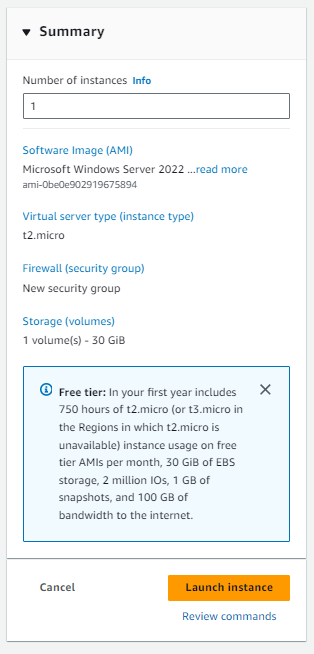 Summary
Number of instances Info
1
Software Image (AMI)
Microsoft Windows Server 2022 ...read more
ami-0be0e902919675894
Virtual server type (instance type)
t2.micro
Firewall (security group)
New security group
Storage (volumes)
1 volume(s) - 30 GiB
Free tier: In your first year includes
750 hours of t2.micro (or t3.micro in
the Regions in which t2.micro is
unavailable) instance usage on free
tier AMIs per month, 30 GiB of EBS
storage, 2 million IOs, 1 GB of
snapshots, and 100 GB of
bandwidth to the internet.
Cancel
Launch instance
Review commands